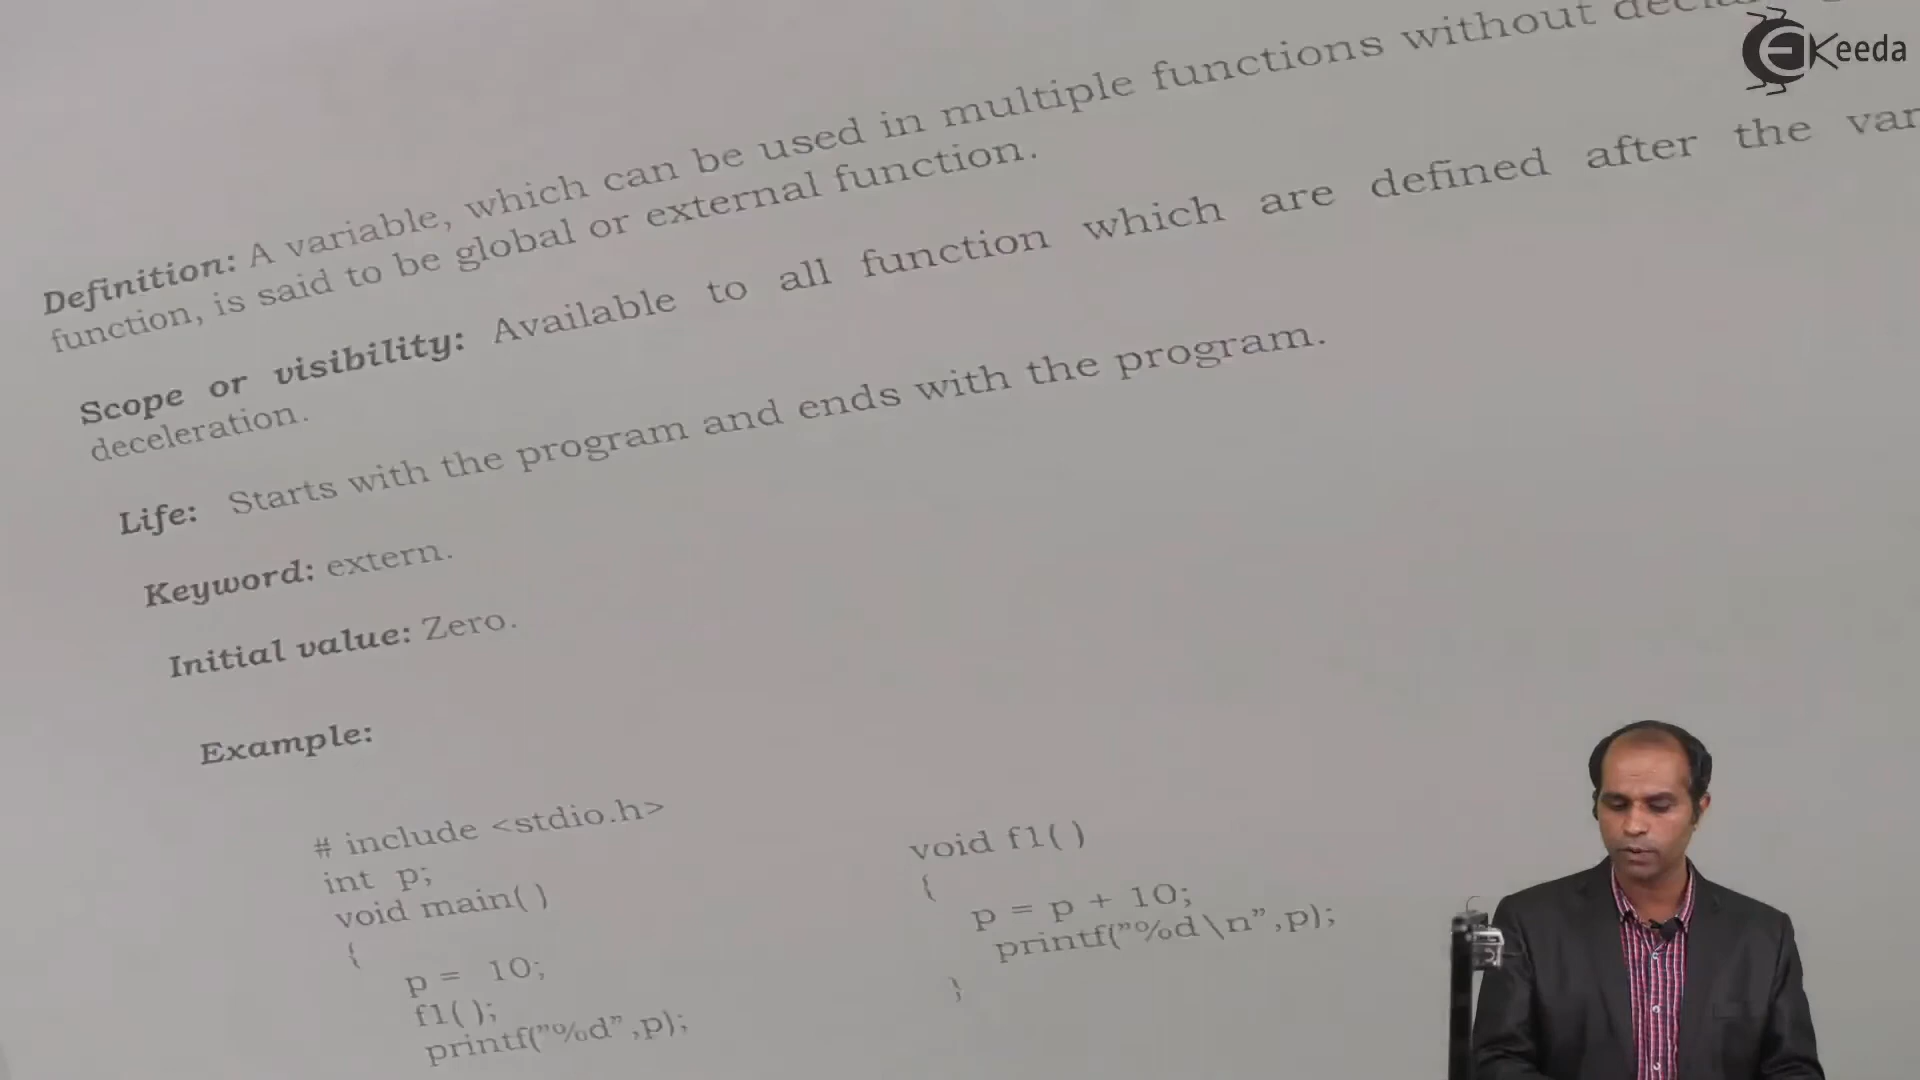 Keeda
Definition: A variable, which can be used in multiple functions without
function, is said to be global or external function.
Scope or visibility: Available to all function which are defined after the
deceleration.
Life: Starts with the program and ends with the program.
Keyword: extern.
Initial value: Zero.
Example:
# include <stdio.h>
int p;
void main( )
{
p = 10;
f1( );
printf("%d",p);
void f1( )
{
p = p + 10;
printf("%d\n",p);
}